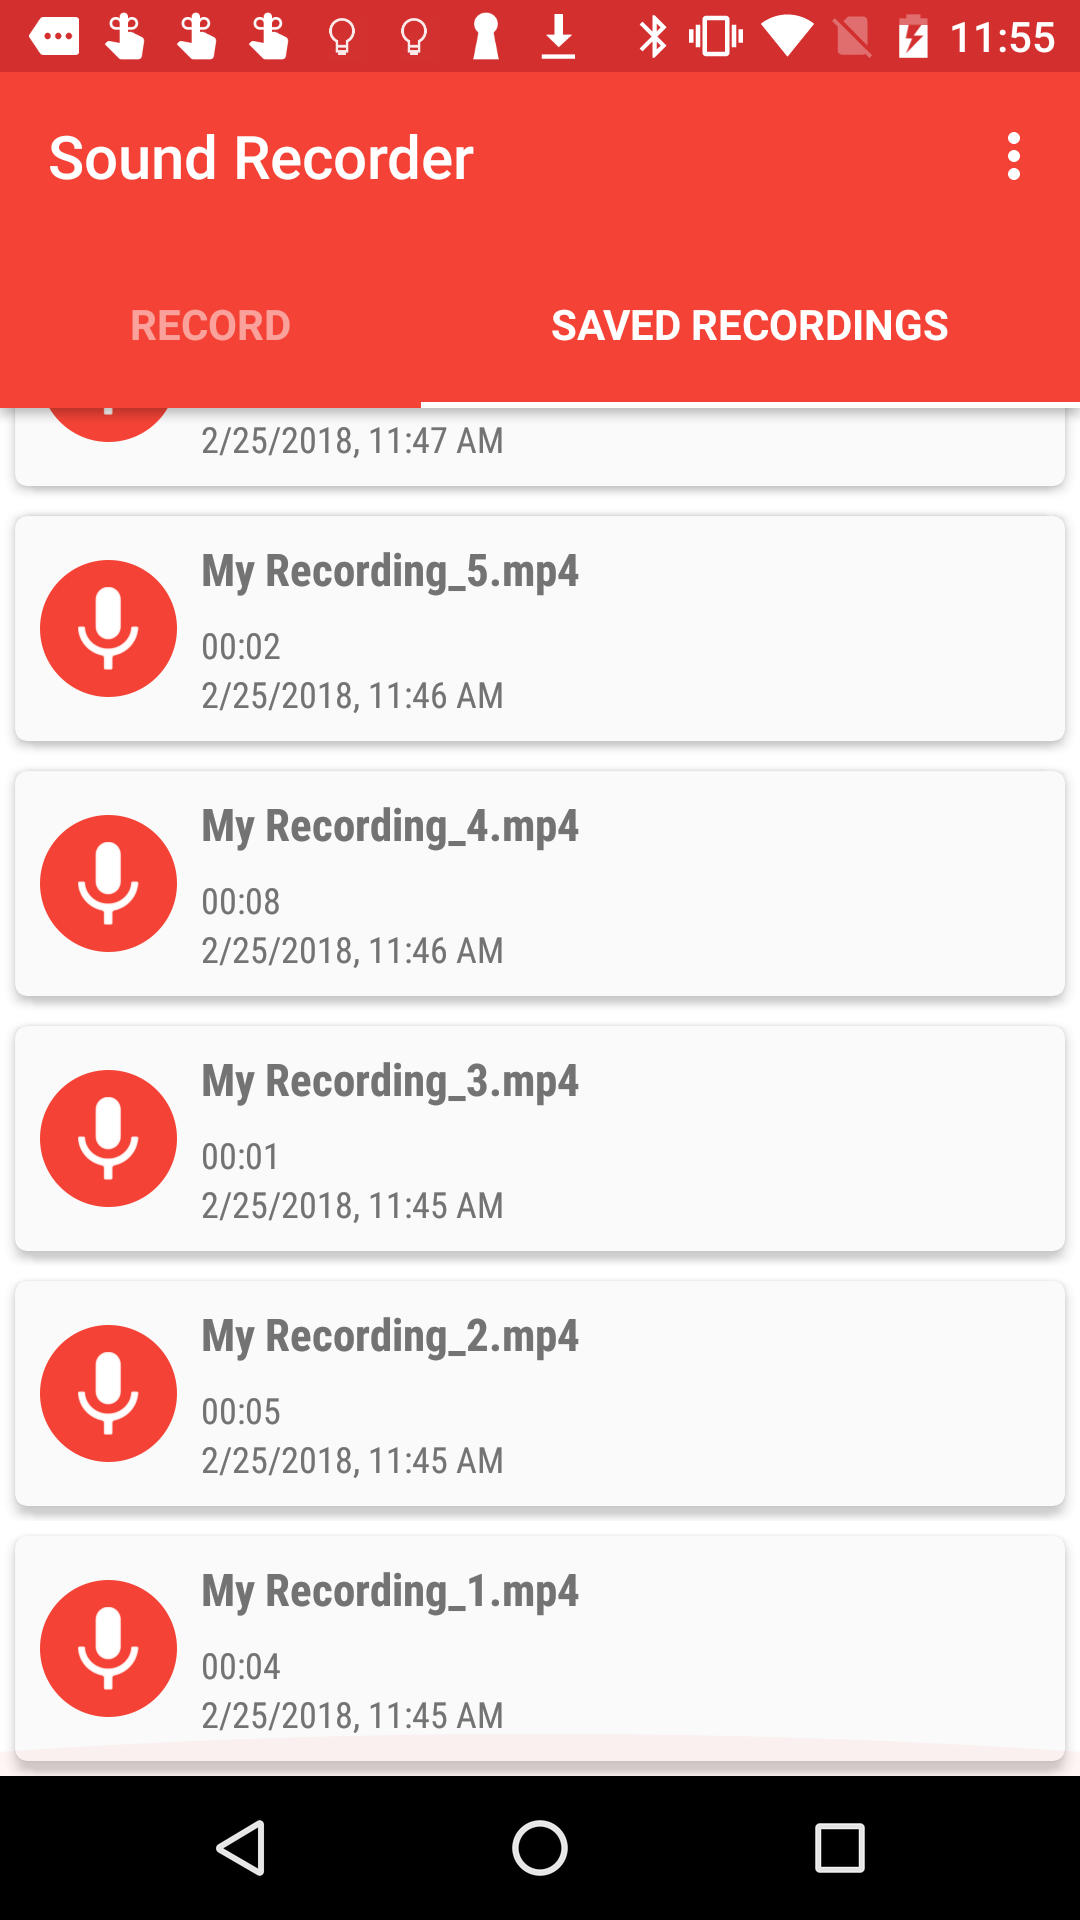 11:55
Sound Recorder
RECORD
SAVED RECORDINGS
2/25/2018, 11:47 AM
My Recording_5.mp4
00:02
2/25/2018, 11:46 AM
My Recording_4.mp4
00:08
2/25/2018, 11:46 AM
My Recording_3.mp4
00:01
2/25/2018, 11:45 AM
My Recording_2.mp4
00:05
2/25/2018, 11:45 AM
My Recording_1.mp4
00:04
2/25/2018, 11:45 AM